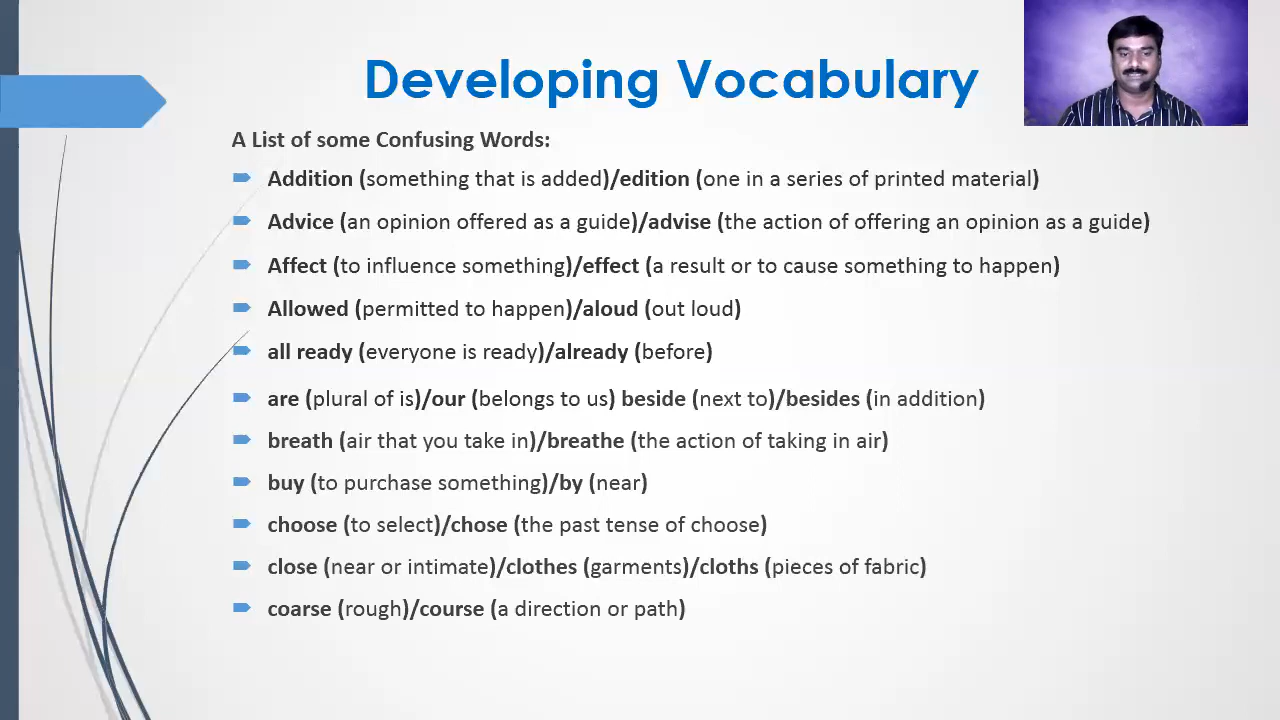 Developing Vocabulary
A List of some Confusing Words:
Addition (something that is added)/edition (one in a series of printed material)
Advice (an opinion offered as a guide)/advise (the action of offering an opinion as a guide)
Affect (to influence something)/effect (a result or to cause something to happen)
Allowed (permitted to happen)/aloud (out loud)
all ready (everyone is ready)/already (before)
are (plural of is)/our (belongs to us) beside (next to)/besides (in addition)
breath (air that you take in)/breathe (the action of taking in air)
buy (to purchase something)/by (near)
choose (to select)/chose (the past tense of choose)
close (near or intimate)/clothes (garments)/cloths (pieces of fabric)
coarse (rough)/course (a direction or path)